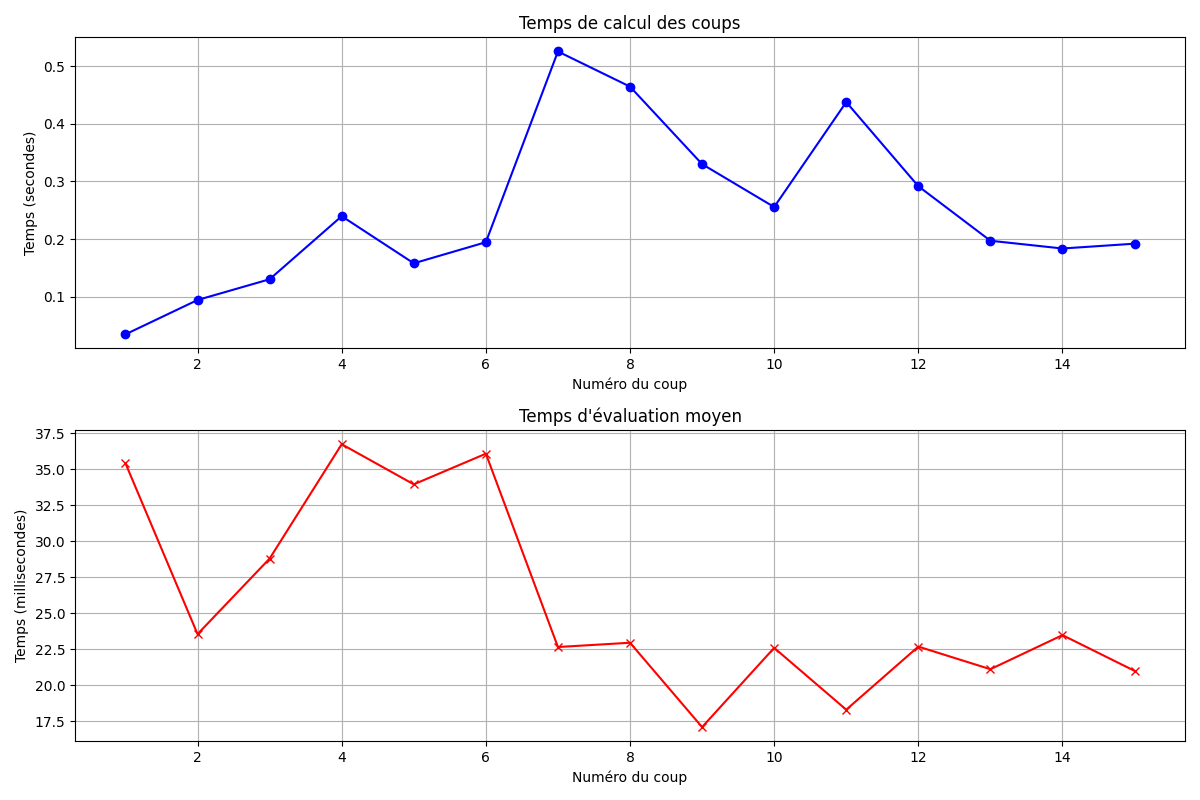 Temps de calcul des coups
Temps (secondes)
0.5
0.4
0.3
0.2
0.1
2 4 6 8 10 12 14
Numéro du coup
Temps d'évaluation moyen
Temps (millisecondes)
37.5
35.0
32.5
30.0
27.5
25.0
22.5
20.0
17.5
2 4 6 8 10 12 14
Numéro du coup